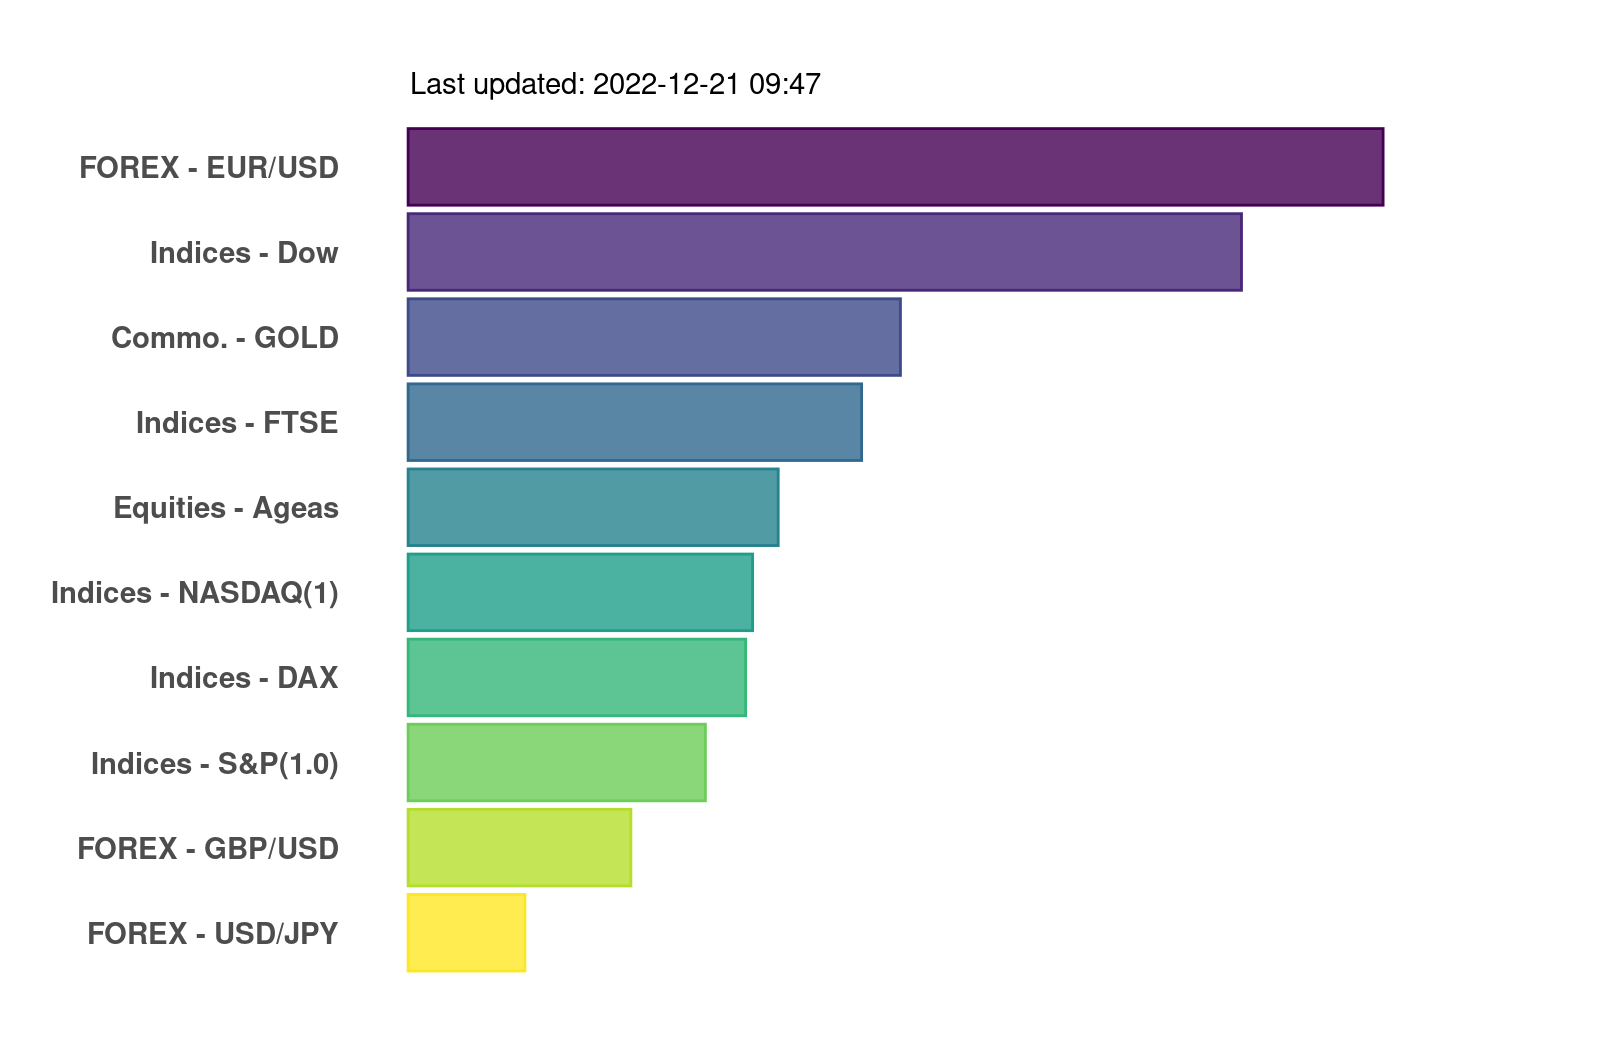 Last updated: 2022-12-21 09:47
FOREX - EUR/USD
Indices - Dow
Commo. - GOLD
Indices - FTSE
Equities - Ageas
Indices - NASDAQ(1)
Indices - DAX
Indices - S&P(1.0)
FOREX - GBP/USD
FOREX - USD/JPY